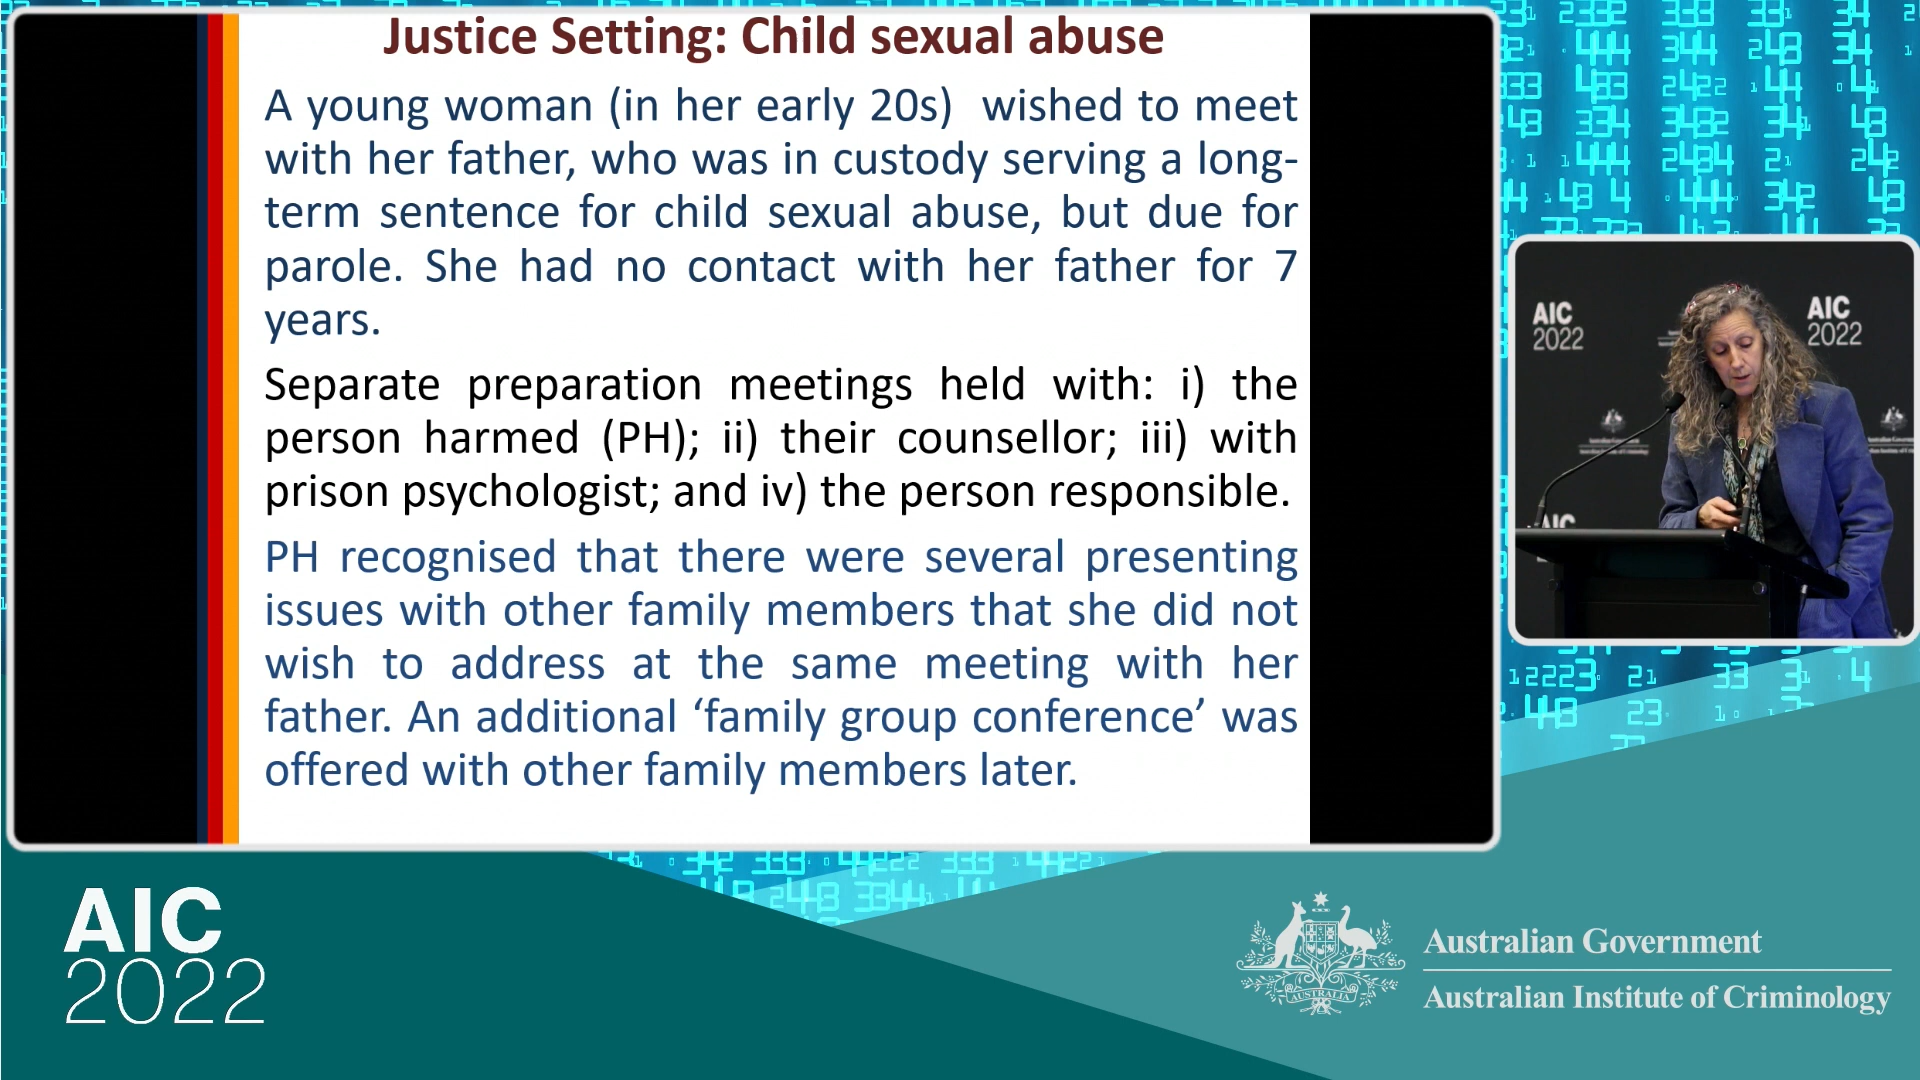 Justice Setting: Child sexual abuse
A young woman (in her early 20s) wished to meet
with her father, who was in custody serving a long-
term sentence for child sexual abuse, but due for
parole. She had no contact with her father for 7
years.
Separate preparation meetings held with: i) the
person harmed (PH); ii) their counsellor; iii) with
prison psychologist; and iv) the person responsible.
PH recognised that there were several presenting
issues with other family members that she did not
wish to address at the same meeting with her
father. An additional ‘family group conference’ was
offered with other family members later.
AIC
2022
AIC
2022
AIC
AIC
2022
AUSTRALIA
Australian Government
Australian Institute of Criminology